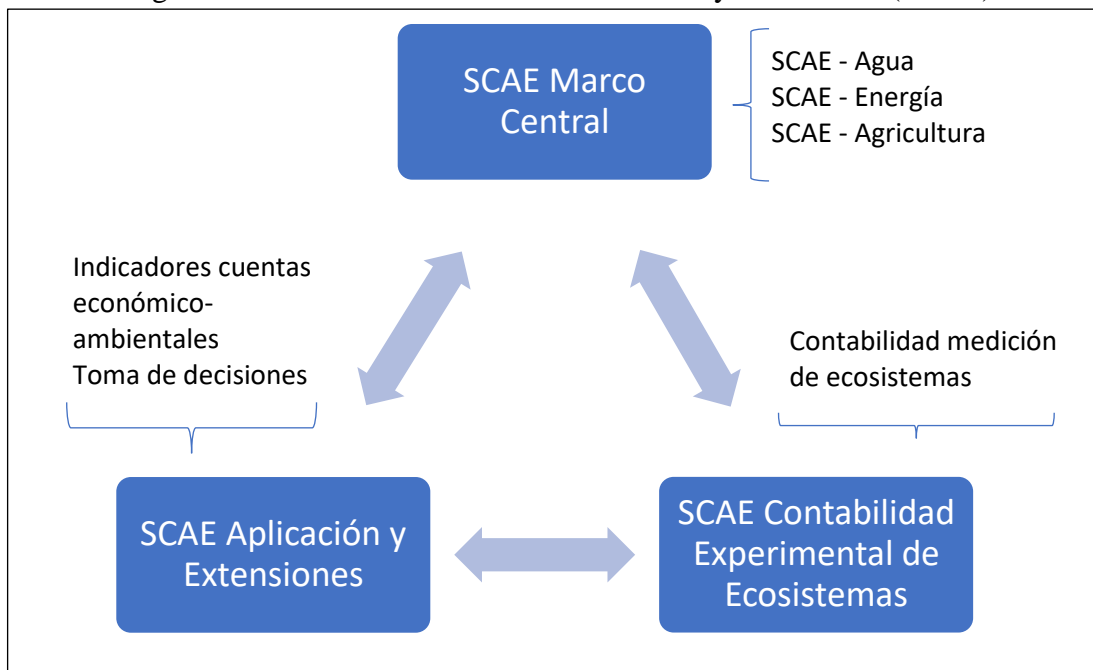 SCAE Marco
Central
SCAE - Agua
SCAE - Energía
SCAE - Agricultura
Indicadores cuentas
económico-
ambientales
Toma de decisiones
Contabilidad medición
de ecosistemas
SCAE Aplicación y
Extensiones
SCAE Contabilidad
Experimental de
Ecosistemas